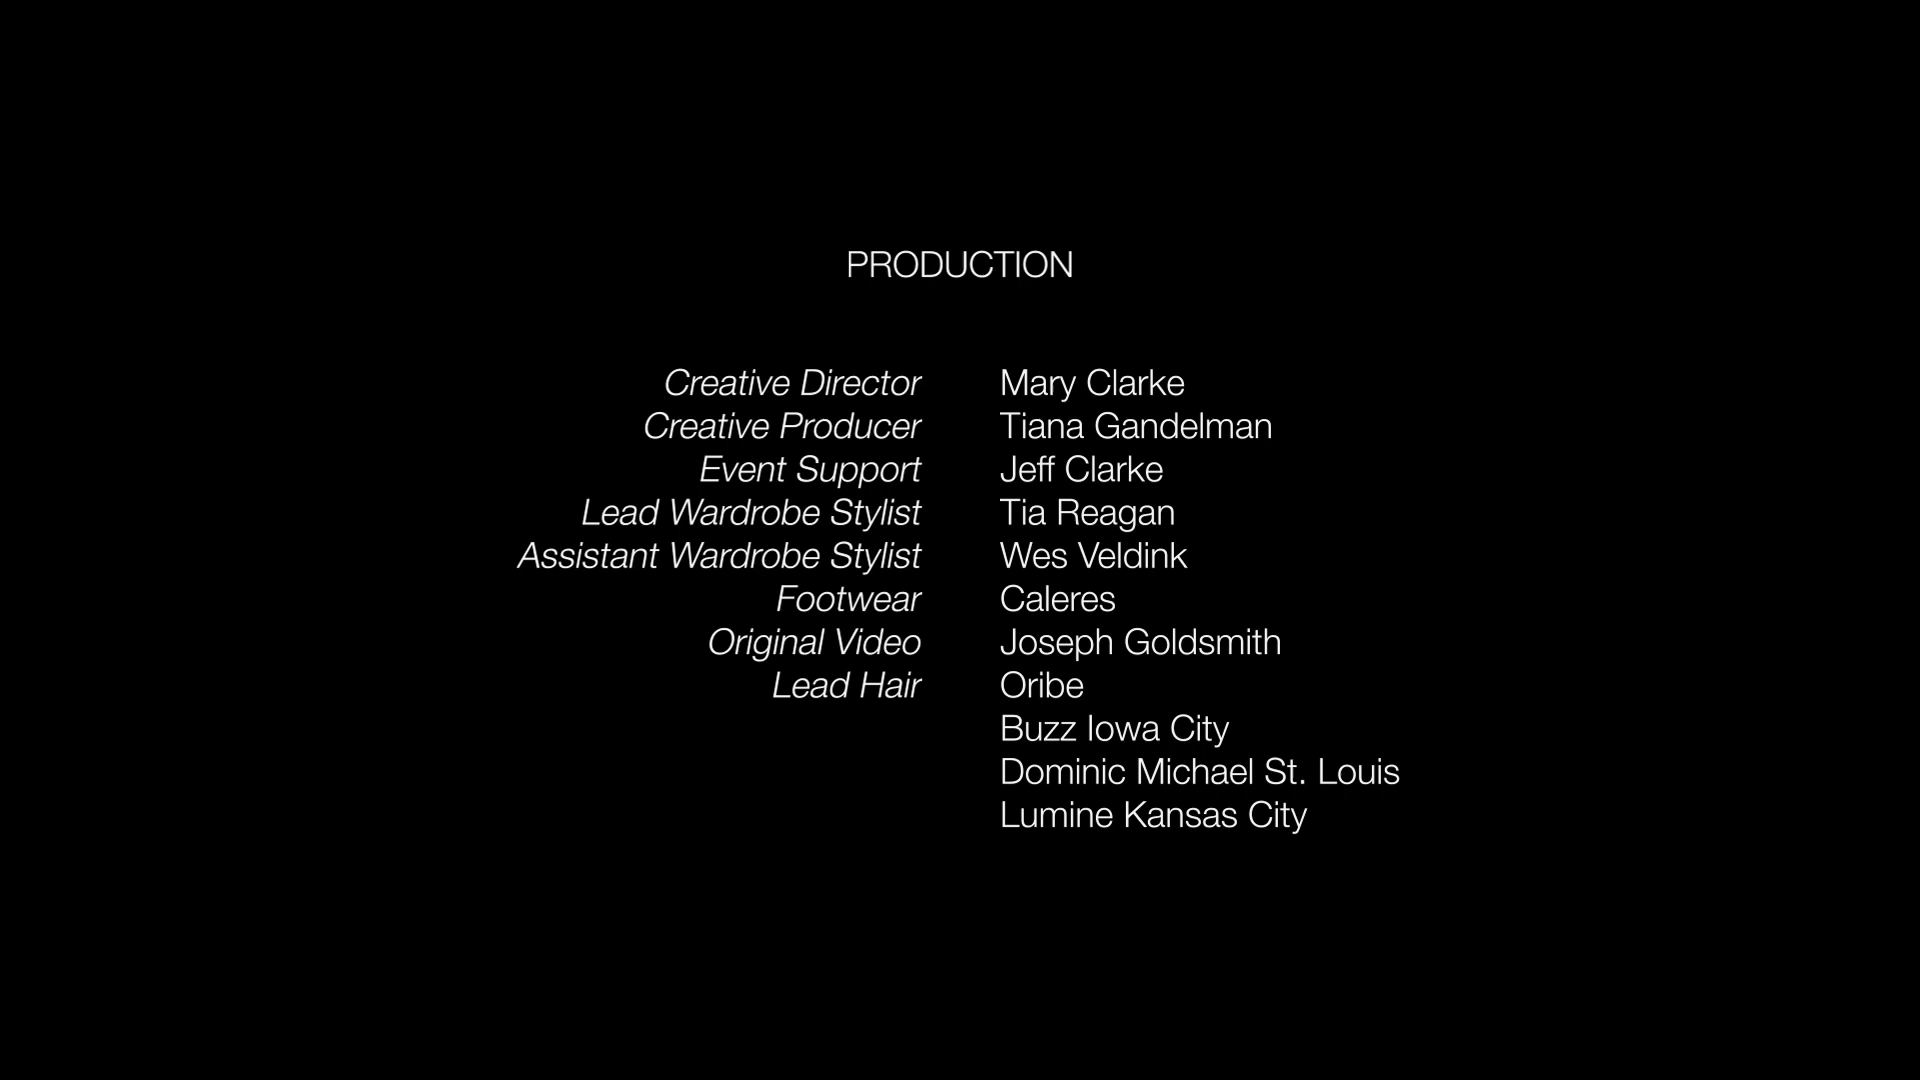 PRODUCTION
Creative Director Mary Clarke
Creative Producer Tiana Gandelman
Event Support Jeff Clarke
Lead Wardrobe Stylist Tia Reagan
Assistant Wardrobe Stylist Wes Veldink
Footwear Caleres
Original Video Joseph Goldsmith
Lead Hair Oribe
Buzz Iowa City
Dominic Michael St. Louis
Lumine Kansas City